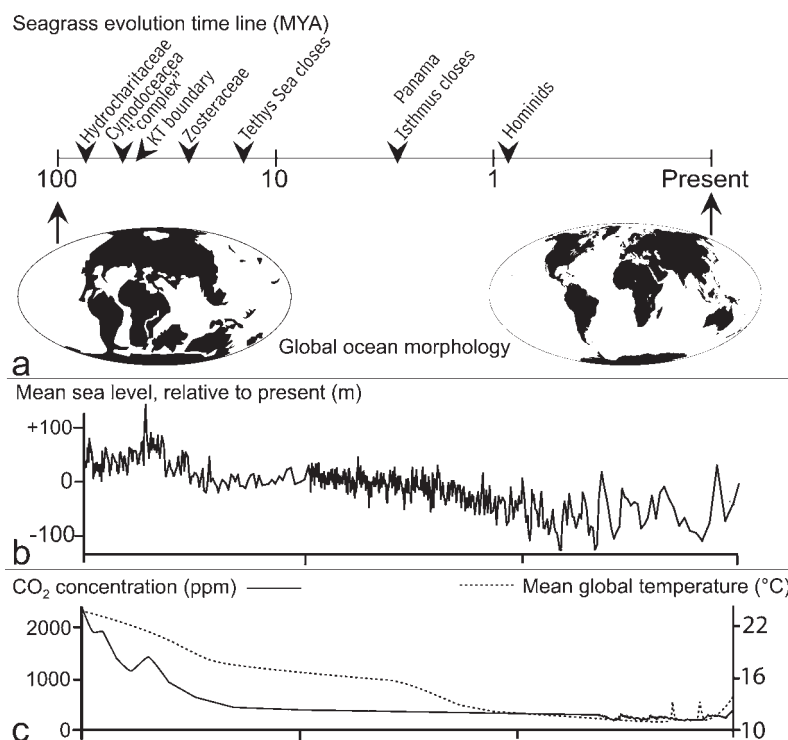 Seagrass evolution time line (MYA)
Hydrocharitaceae
Cymodoceacea
"complex"
KT boundary
Zosteraceae
Tethys Sea closes
Panama
Isthmus closes
Hominids
100
10
1
Present
Global ocean morphology
a
Mean sea level, relative to present (m)
+100
0
-100
b
CO₂ concentration (ppm)
Mean global temperature (°C)
2000
1000
0
22
16
10
c